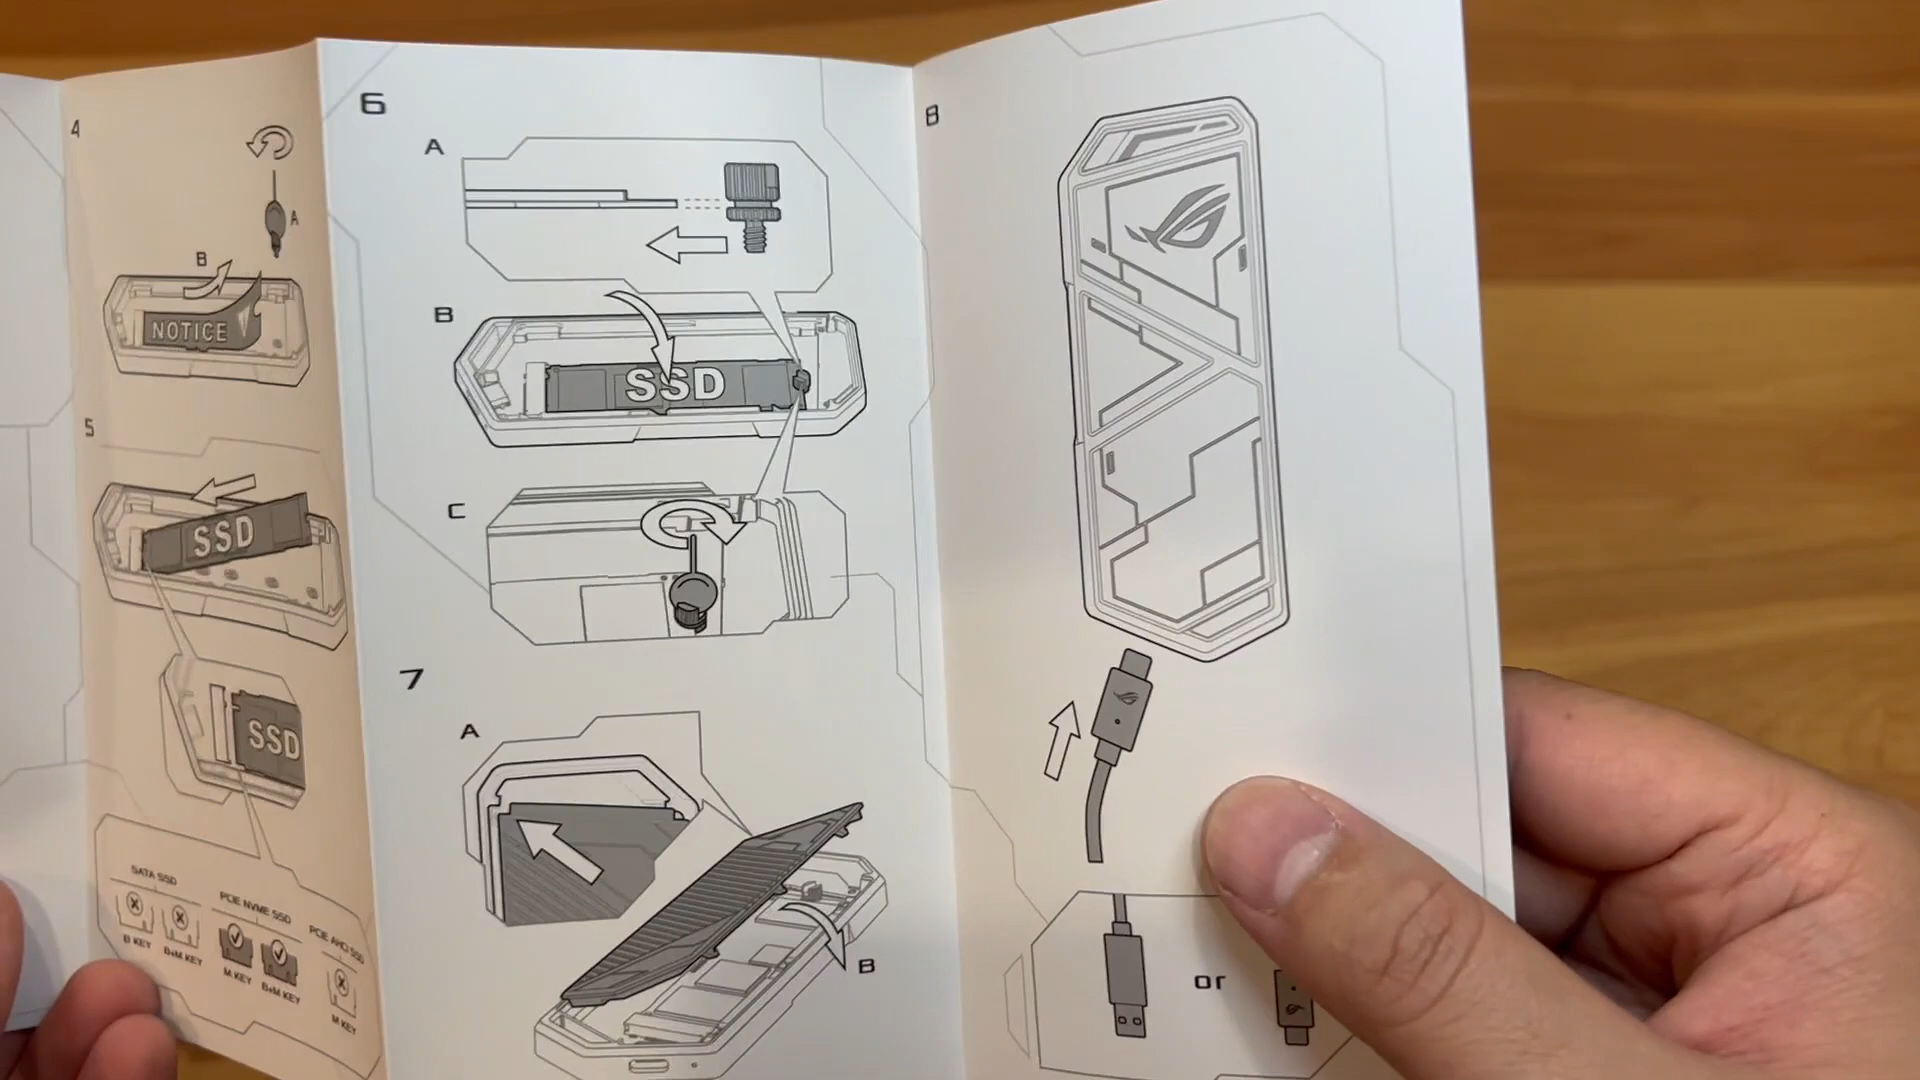 4
A
B
NOTICE
5
SSD
SSD
SATA SSD
PCIE NVME SSD
PCIE AHCI SSD
B KEY
B+M KEY
M KEY
B+M KEY
M KEY
6
A
B
SSD
C
7
A
B
8
or